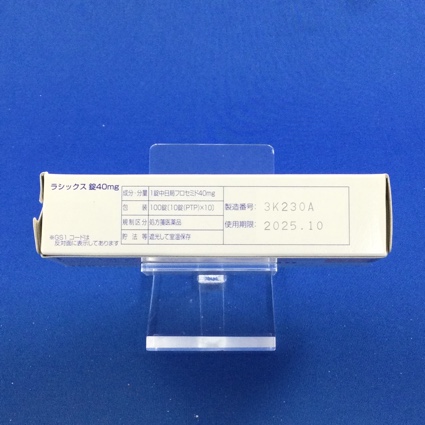 ラシックス 錠40mg
成分・分量 1錠中日局フロセミド40mg
包 装 100錠(10錠(PTP)×10)
規制区分 処方箋医薬品
貯 法 等 遮光して室温保存
※GS1コードは
反対面に表示してあります
製造番号: 3K230A
使用期限: 2025.10